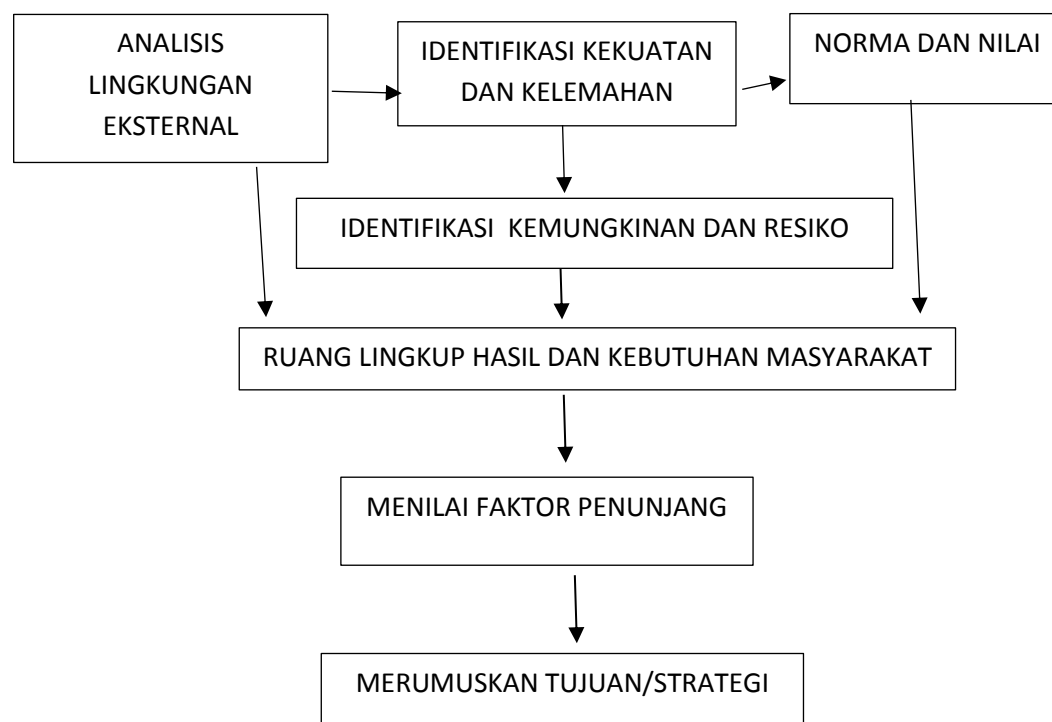 ANALISIS
LINGKUNGAN
EKSTERNAL
IDENTIFIKASI KEKUATAN
DAN KELEMAHAN
NORMA DAN NILAI
IDENTIFIKASI  KEMUNGKINAN DAN RESIKO
RUANG LINGKUP HASIL DAN KEBUTUHAN MASYARAKAT
MENILAI FAKTOR PENUNJANG
MERUMUSKAN TUJUAN/STRATEGI